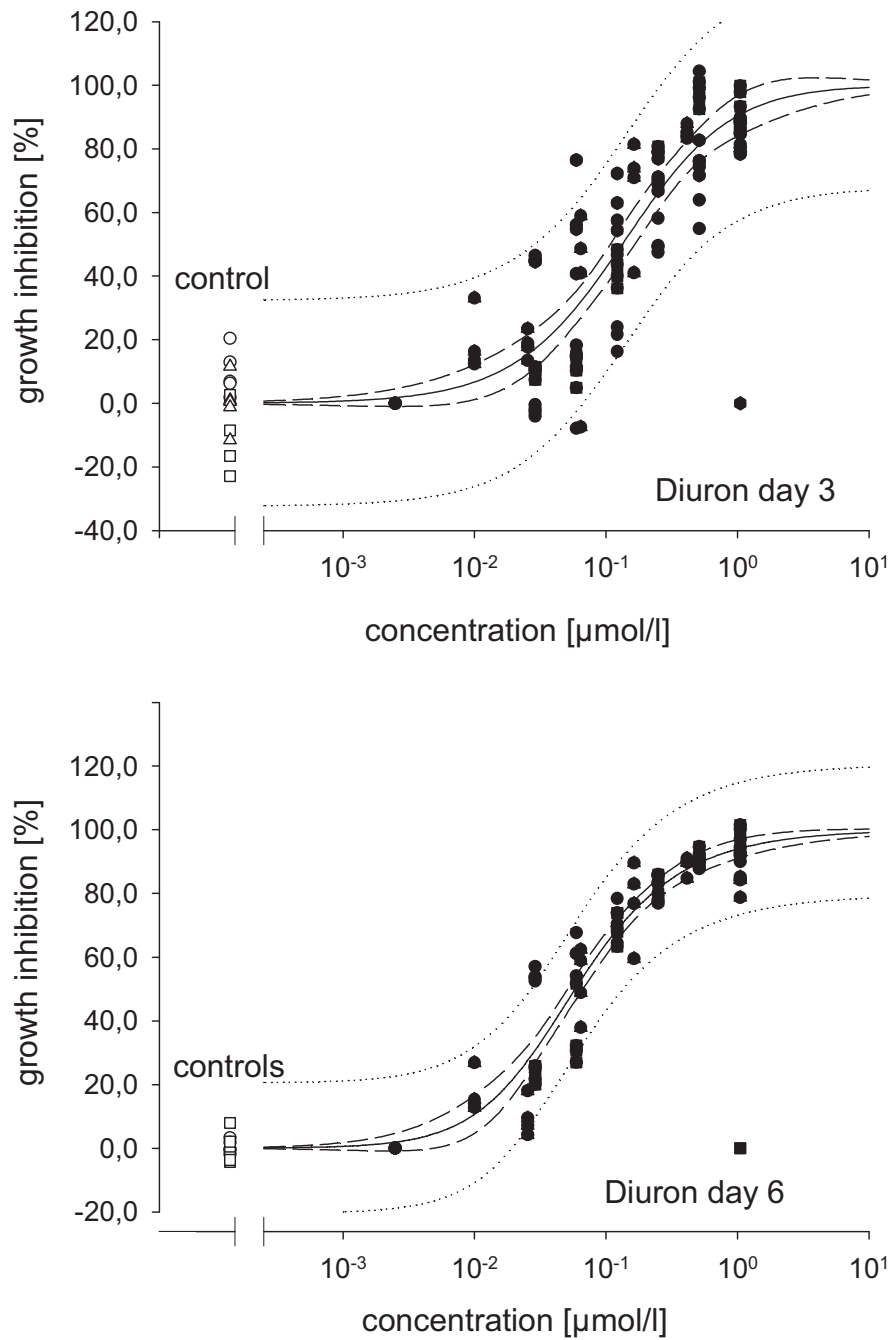 120,0
100,0
80,0
60,0
40,0
20,0
0,0
-20,0
-40,0
growth inhibition [%]
control
Diuron day 3
10-3 10-2 10-1 100 101
concentration [µmol/l]
120,0
100,0
80,0
60,0
40,0
20,0
0,0
-20,0
growth inhibition [%]
controls
Diuron day 6
10-3 10-2 10-1 100 101
concentration [µmol/l]